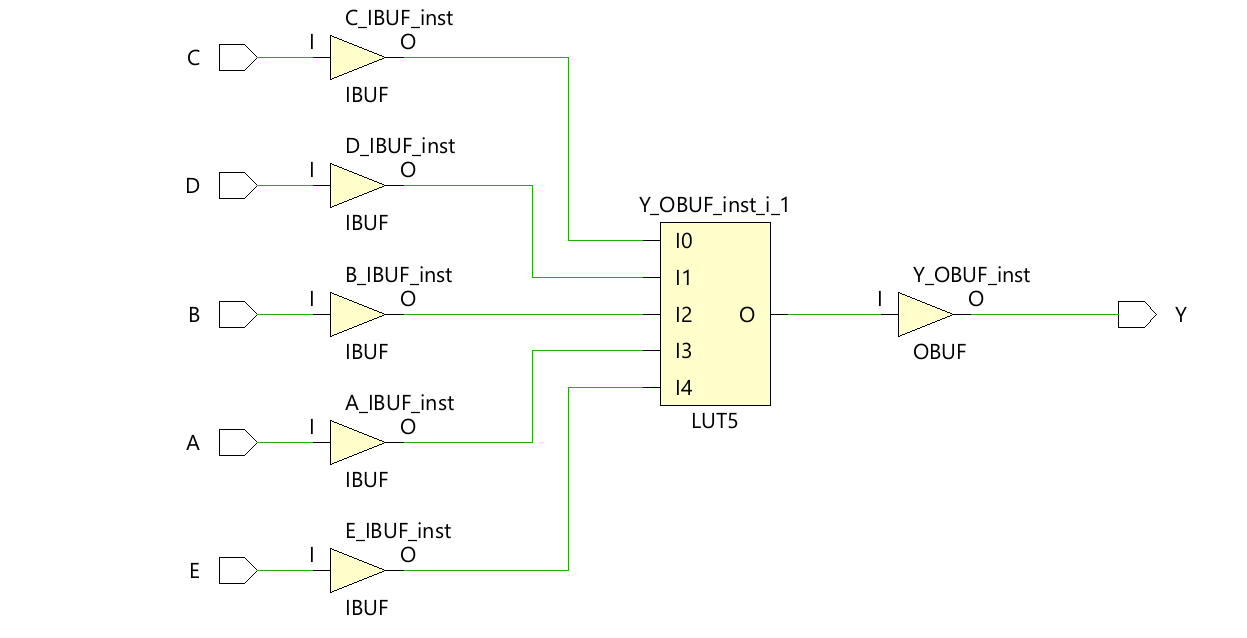 C_IBUF_inst
C
I
O
IBUF
D_IBUF_inst
D
I
O
IBUF
Y_OBUF_inst_i_1
I0
I1
B_IBUF_inst
B
I
O
IBUF
I2
O
I3
I4
LUT5
Y_OBUF_inst
I
O
Y
OBUF
A_IBUF_inst
A
I
O
IBUF
E_IBUF_inst
E
I
O
IBUF